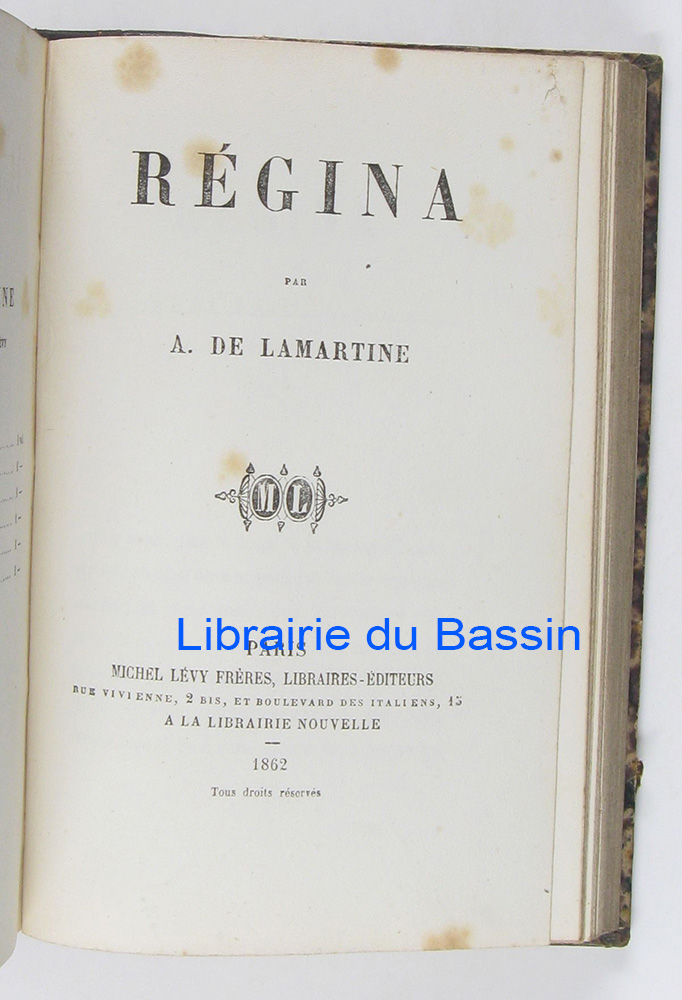 RÉGINA
PAR
A. DE LAMARTINE
ML
Librairie du Bassin
PARIS
MICHEL LÉVY FRÈRES, LIBRAIRES-ÉDITEURS
RUE VIVIENNE, 2 BIS, ET BOULEVARD DES ITALIENS, 15
A LA LIBRAIRIE NOUVELLE
1862
Tous droits réservés